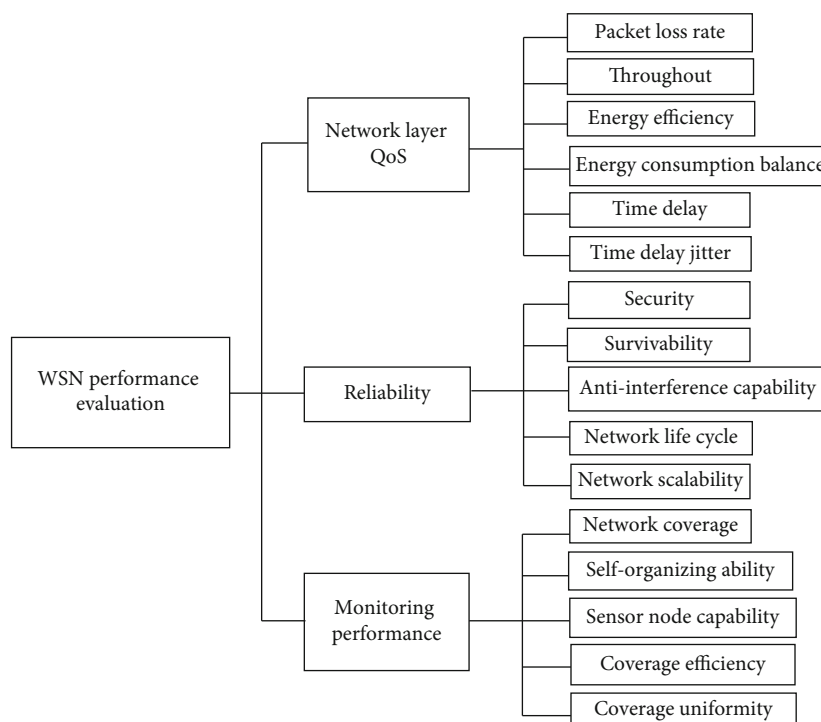 WSN performance
evaluation
Network layer
QoS
Packet loss rate
Throughout
Energy efficiency
Energy consumption balance
Time delay
Time delay jitter
Reliability
Security
Survivability
Anti-interference capability
Network life cycle
Network scalability
Monitoring
performance
Network coverage
Self-organizing ability
Sensor node capability
Coverage efficiency
Coverage uniformity